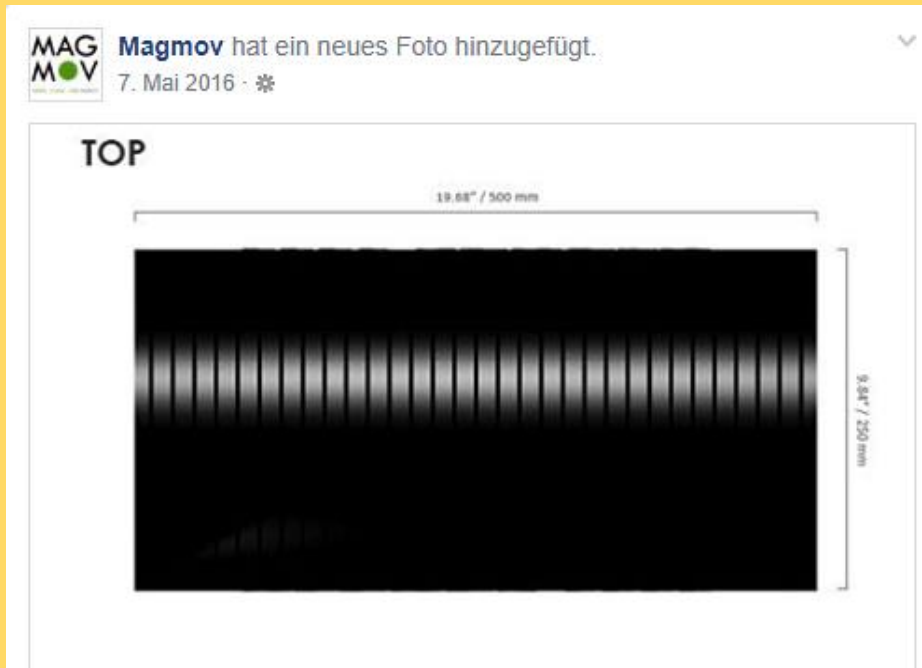 MAG
MOV
Magmov hat ein neues Foto hinzugefügt.
7. Mai 2016 ·
TOP
19.68" / 500 mm
9.84" / 250 mm